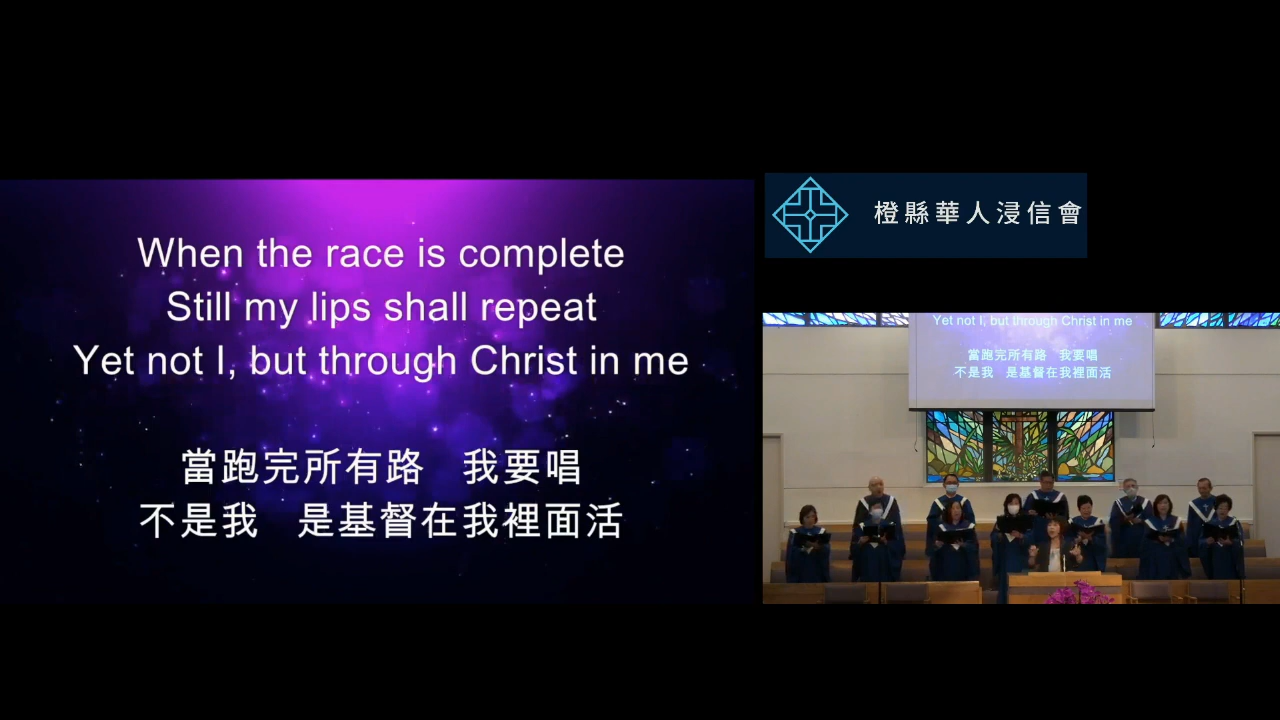 When the race is complete
Still my lips shall repeat
Yet not I, but through Christ in me
當跑完所有路　我要唱
不是我　是基督在我裡面活
橙縣華人浸信會
Yet not I, but through Christ in me
當跑完所有路　我要唱
不是我　是基督在我裡面活